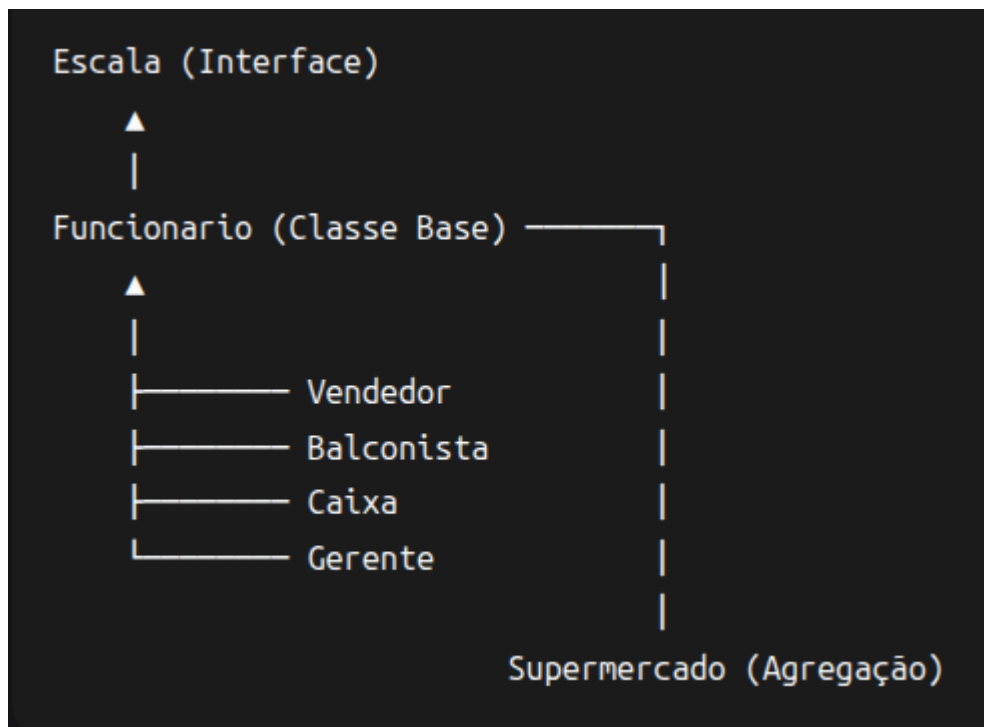 Escala (Interface)
Funcionario (Classe Base)
Vendedor
Balconista
Caixa
Gerente
Supermercado (Agregação)